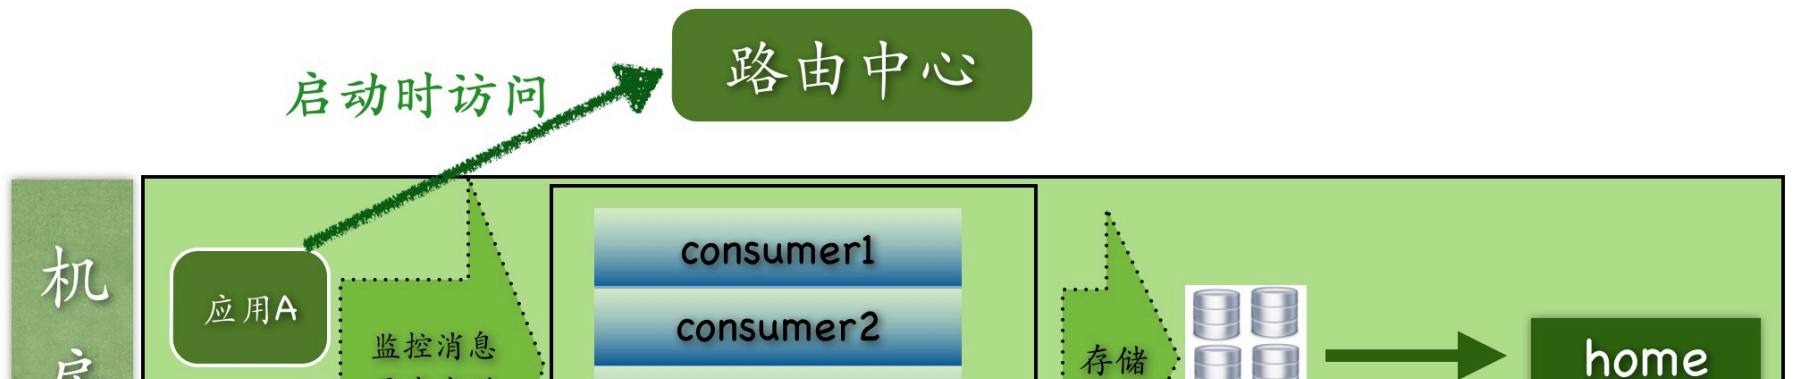 路由中心
启动时访问
机
应用A
监控消息
consumer1
consumer2
存储
home